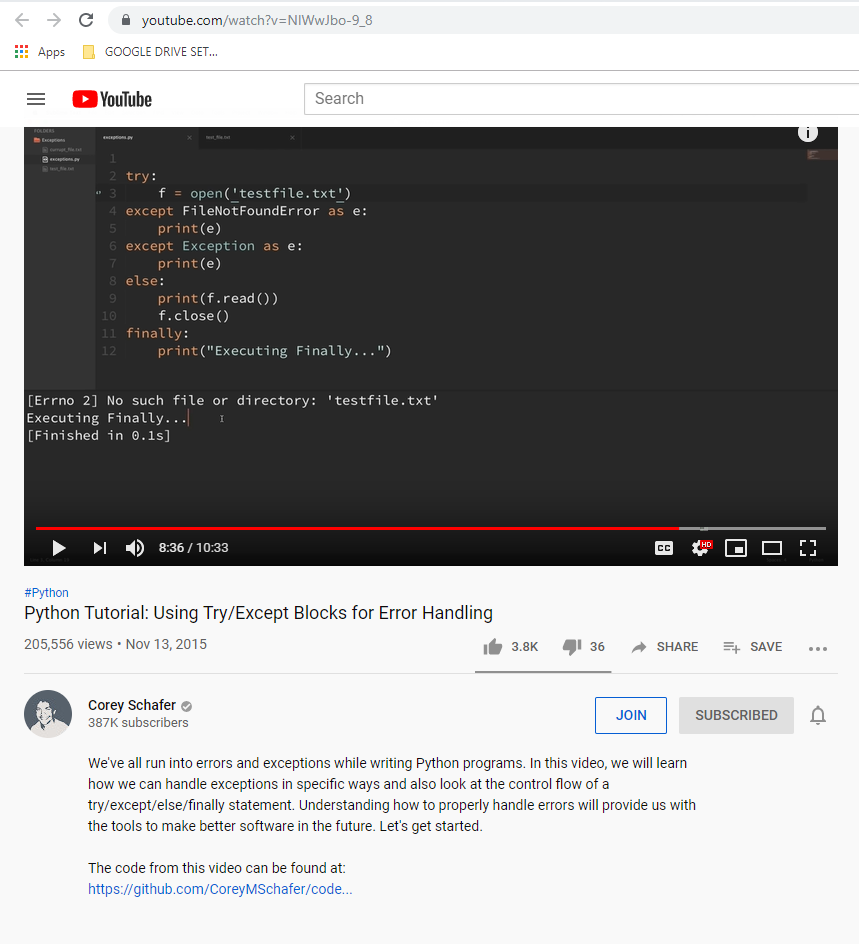 youtube.com/watch?v=NIWwJbo-9_8
Apps GOOGLE DRIVE SET...
YouTube Search
FOLDERS
Exceptions
exceptions.py
test_file.txt
exceptions.py test_file.txt
i
1
2 try:
3     f = open('testfile.txt')
4 except FileNotFoundError as e:
5     print(e)
6 except Exception as e:
7     print(e)
8 else:
9     print(f.read())
10     f.close()
11 finally:
12     print("Executing Finally...")
[Errno 2] No such file or directory: 'testfile.txt'
Executing Finally...
[Finished in 0.1s]
8:36 / 10:33 CC HD
#Python
Python Tutorial: Using Try/Except Blocks for Error Handling
205,556 views • Nov 13, 2015
3.8K 36 SHARE SAVE
Corey Schafer
387K subscribers
JOIN SUBSCRIBED
We've all run into errors and exceptions while writing Python programs. In this video, we will learn
how we can handle exceptions in specific ways and also look at the control flow of a
try/except/else/finally statement. Understanding how to properly handle errors will provide us with
the tools to make better software in the future. Let's get started.
The code from this video can be found at:
https://github.com/CoreyMSchafer/code...